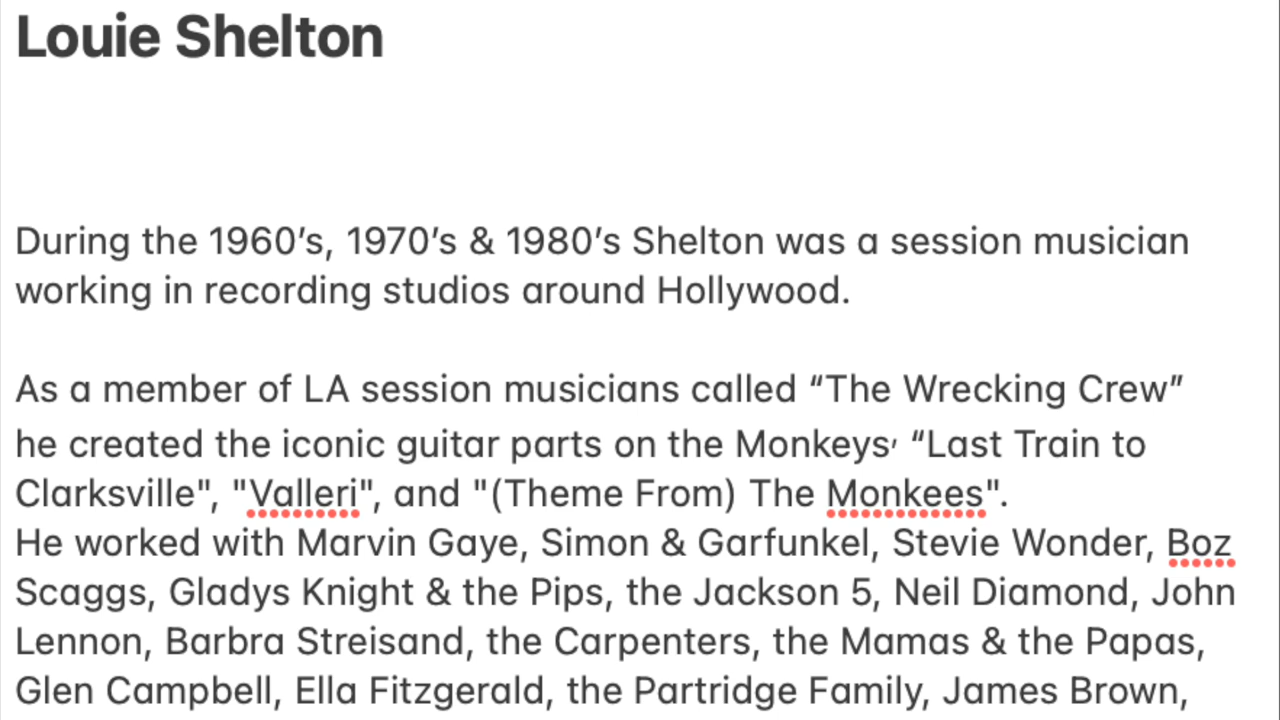 Louie Shelton
During the 1960’s, 1970’s & 1980’s Shelton was a session musician
working in recording studios around Hollywood.
As a member of LA session musicians called “The Wrecking Crew”
he created the iconic guitar parts on the Monkeys’ “Last Train to
Clarksville", "Valleri", and "(Theme From) The Monkees".
He worked with Marvin Gaye, Simon & Garfunkel, Stevie Wonder, Boz
Scaggs, Gladys Knight & the Pips, the Jackson 5, Neil Diamond, John
Lennon, Barbra Streisand, the Carpenters, the Mamas & the Papas,
Glen Campbell, Ella Fitzgerald, the Partridge Family, James Brown,